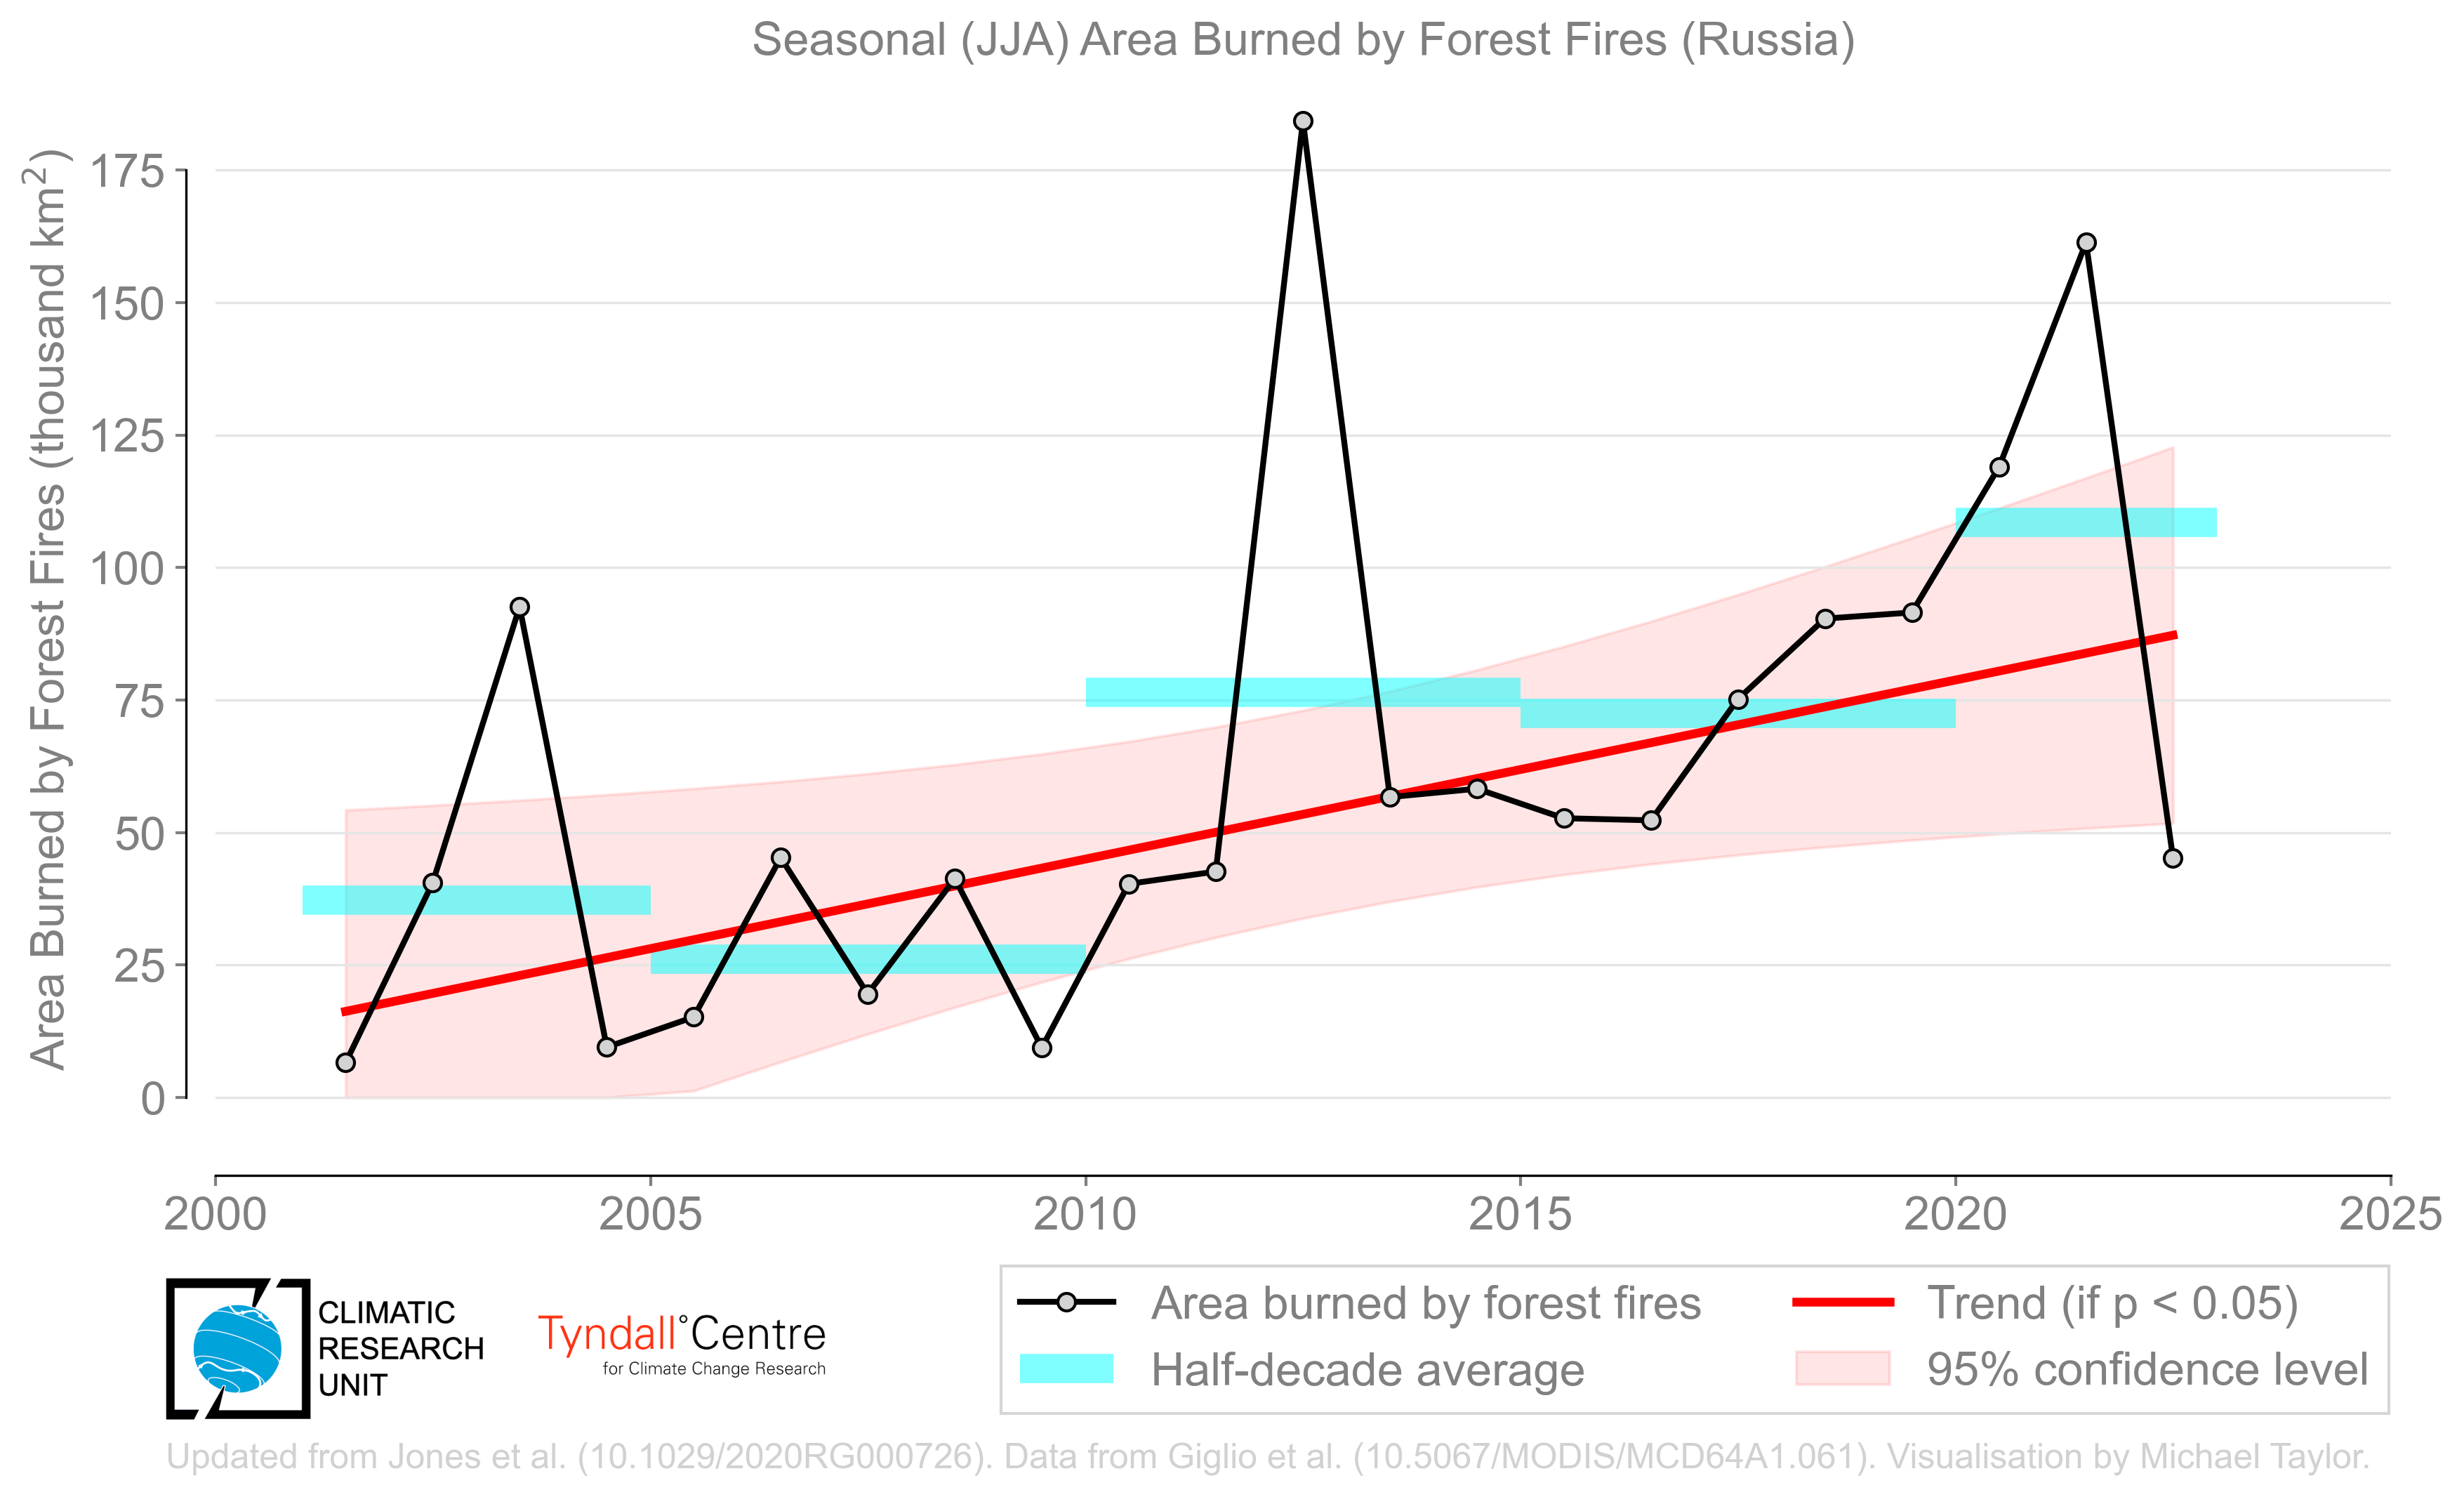 Seasonal (JJA) Area Burned by Forest Fires (Russia)
Area Burned by Forest Fires (thousand km²)
175
150
125
100
75
50
25
0
2000 2005 2010 2015 2020 2025
CLIMATIC
RESEARCH
UNIT
Tyndall°Centre
for Climate Change Research
Area burned by forest fires
Half-decade average
Trend (if p < 0.05)
95% confidence level
Updated from Jones et al. (10.1029/2020RG000726). Data from Giglio et al. (10.5067/MODIS/MCD64A1.061). Visualisation by Michael Taylor.